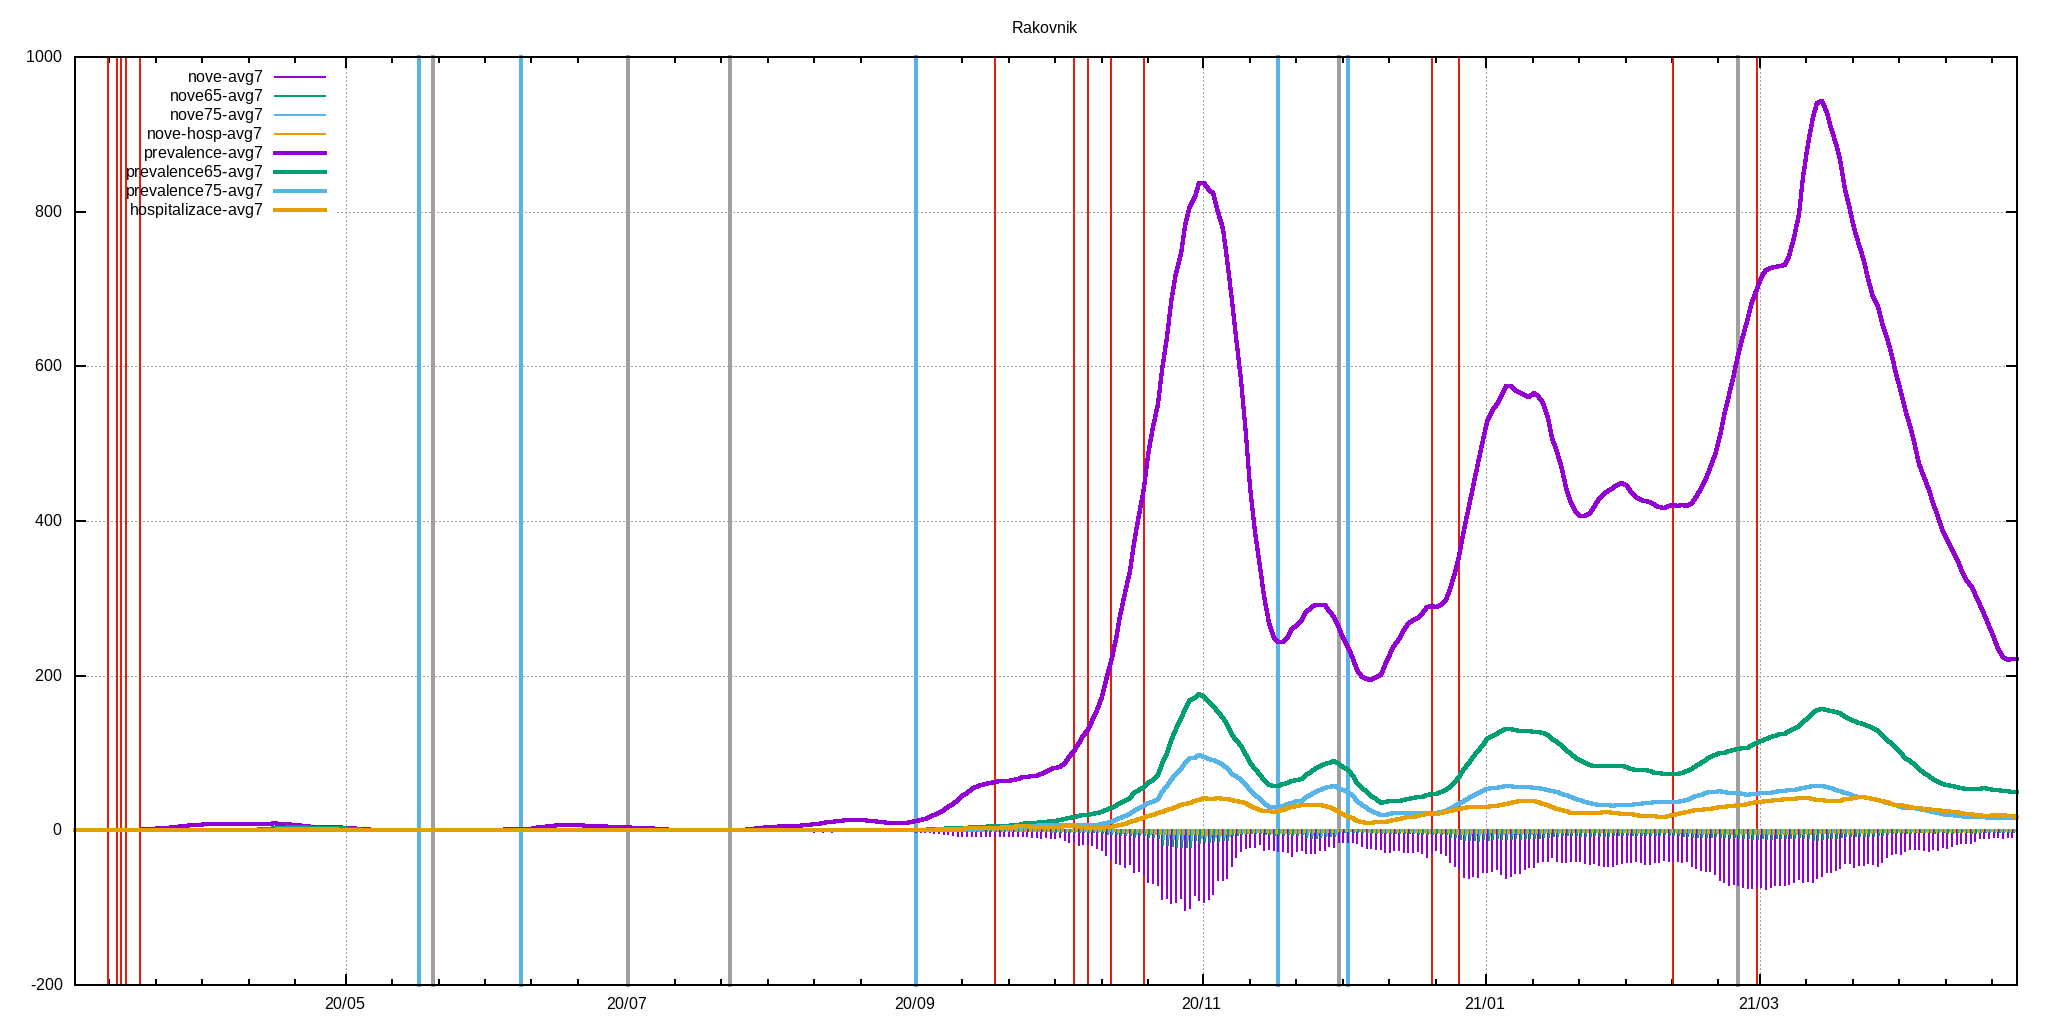 Rakovnik
1000
800
600
400
200
0
-200
nove-avg7
nove65-avg7
nove75-avg7
nove-hosp-avg7
prevalence-avg7
prevalence65-avg7
prevalence75-avg7
hospitalizace-avg7
20/05 20/07 20/09 20/11 21/01 21/03